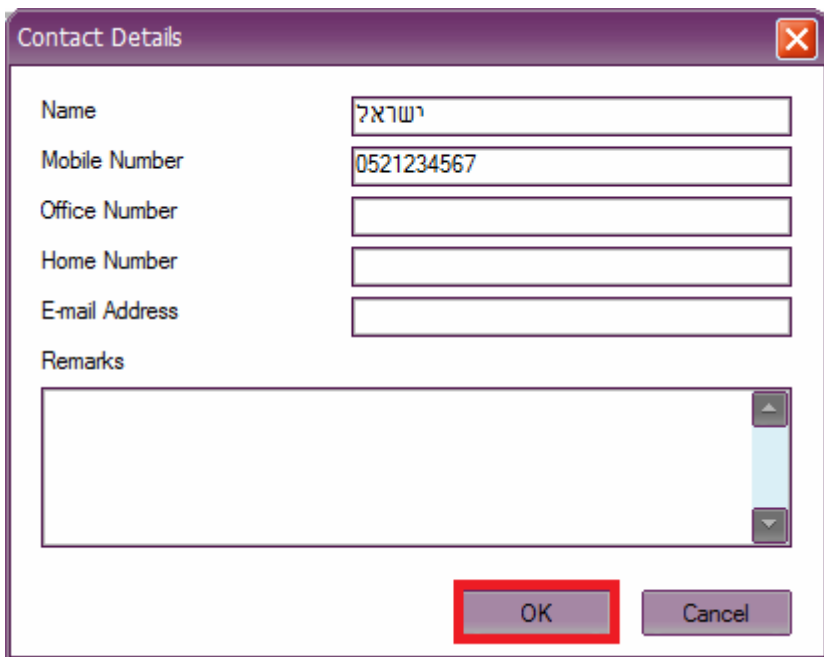 Contact Details
Name
ישראל
Mobile Number
0521234567
Office Number
Home Number
E-mail Address
Remarks
OK
Cancel